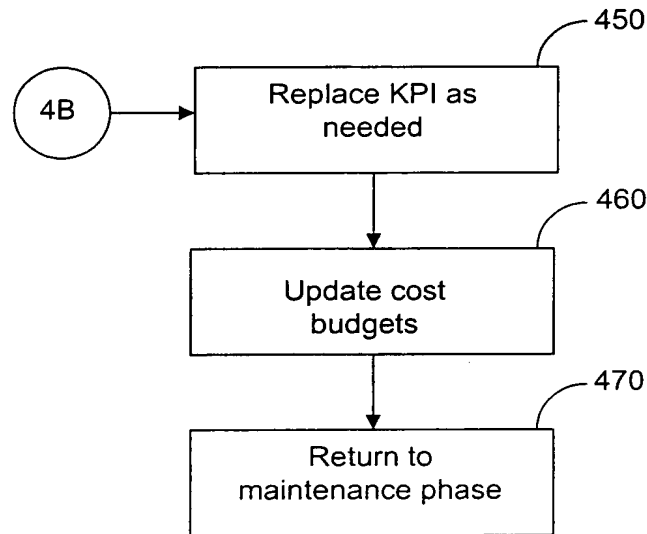 450
4B
Replace KPI as
needed
460
Update cost
budgets
470
Return to
maintenance phase